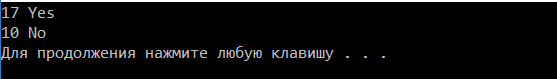 17 Yes
10 No
Для продолжения нажмите любую клавишу . . .